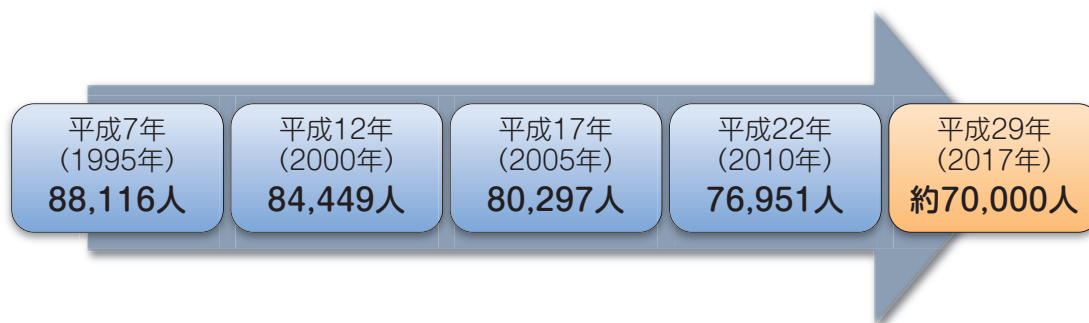 平成7年
(1995年)
88,116人
平成12年
(2000年)
84,449人
平成17年
(2005年)
80,297人
平成22年
(2010年)
76,951人
平成29年
(2017年)
約70,000人